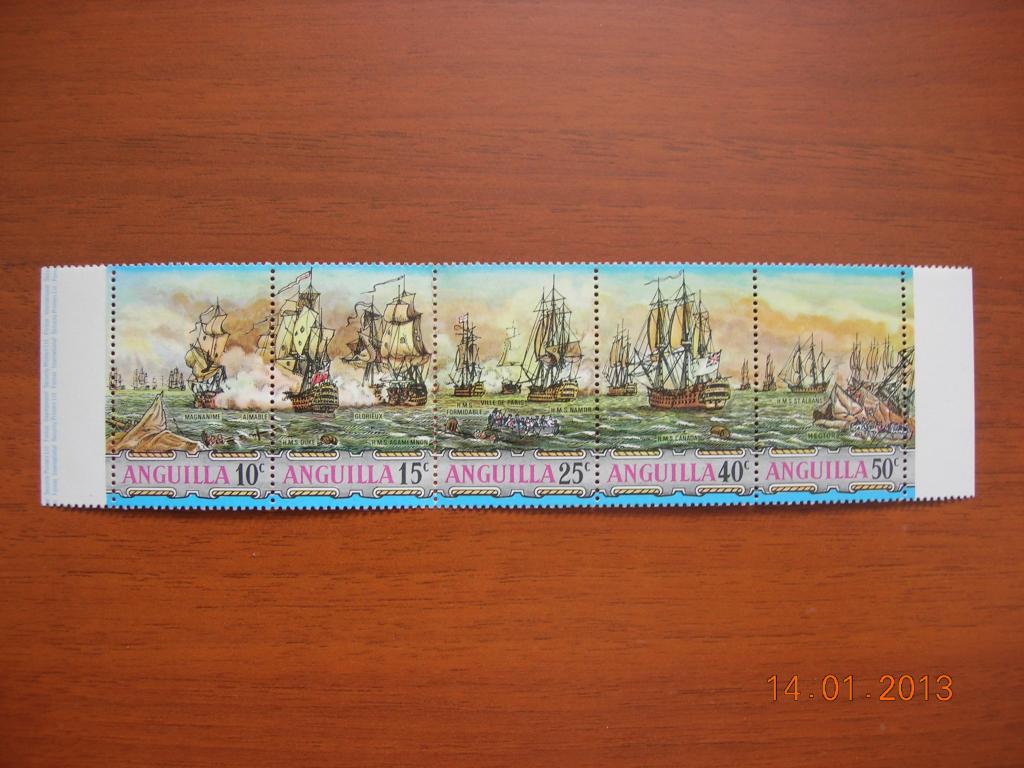 MAGNANIME AIMABLE
H.M.S. DUKE
GLORIEUX
H.M.S. AGAMEMNON
H.M.S. FORMIDABLE
VILLE DE PARIS
H.M.S. NAMUR
H.M.S. CANADA
H.M.S. ST ALBANS
HECTOR
ANGUILLA 10c
ANGUILLA 15c
ANGUILLA 25c
ANGUILLA 40c
ANGUILLA 50c
14.01.2013